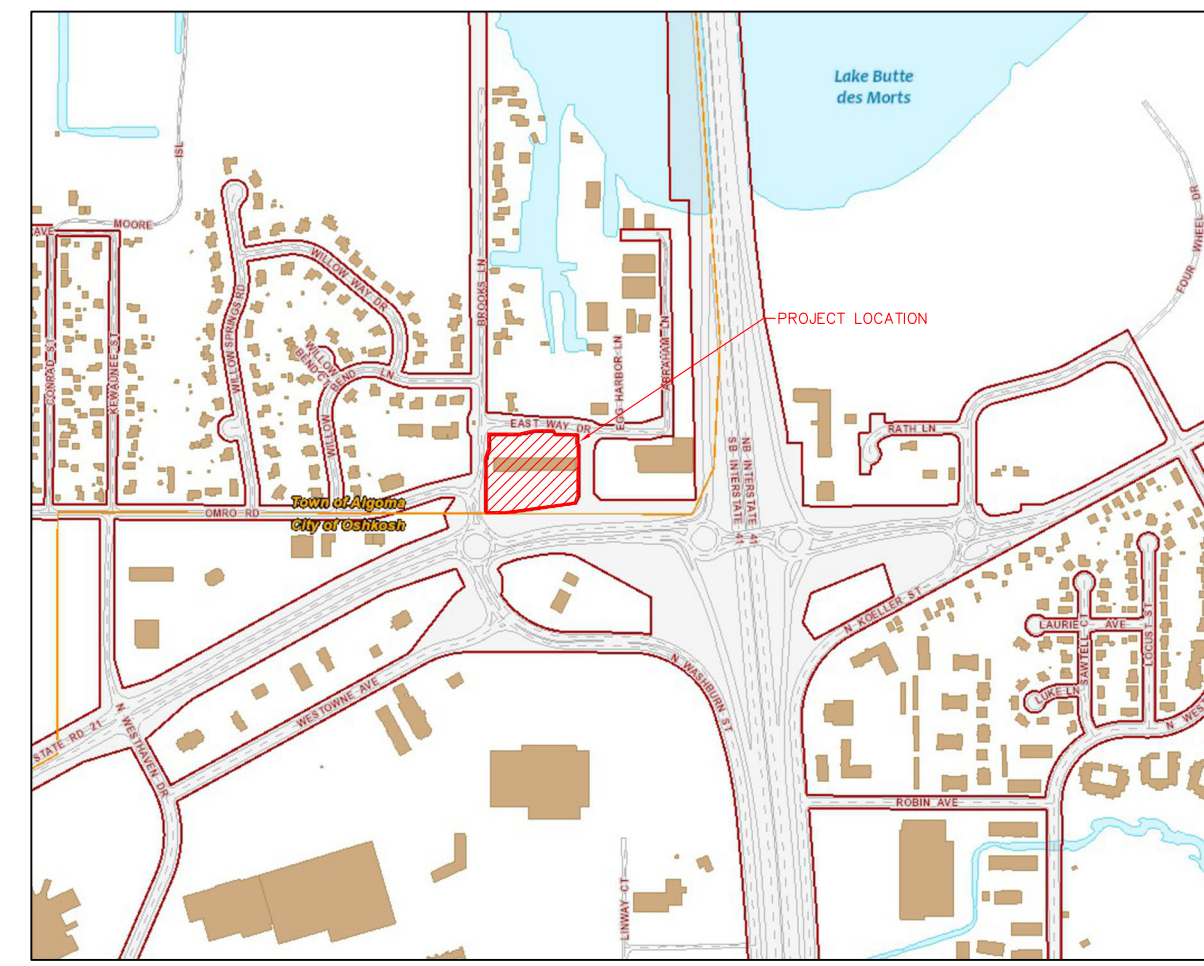 Lake Butte
des Morts
ISL
MOORE
AVE
FOUR WHEEL DR
WILLOW WAY DR
BROOKS LN
WILLOW SPRINGS RD
PROJECT LOCATION
CONRAD ST
KEWAUNEE ST
WILLOW
BEND CT
BEND LN
WILLOW
EGG HARBOR LN
ABRAHAM LN
EAST WAY DR
RATH LN
NB INTERSTATE 41
SB INTERSTATE 41
Town of Algoma
OMRO RD
City of Oshkosh
N KOELLER ST
LAURIE CT AVE
SAWTELL
LOCUST ST
LUKE LN
N WES
N WASHBURN ST
WESTOWNE AVE
STATE RD 21
N WESTHAVEN DR
ROBIN AVE
LINWAY CT